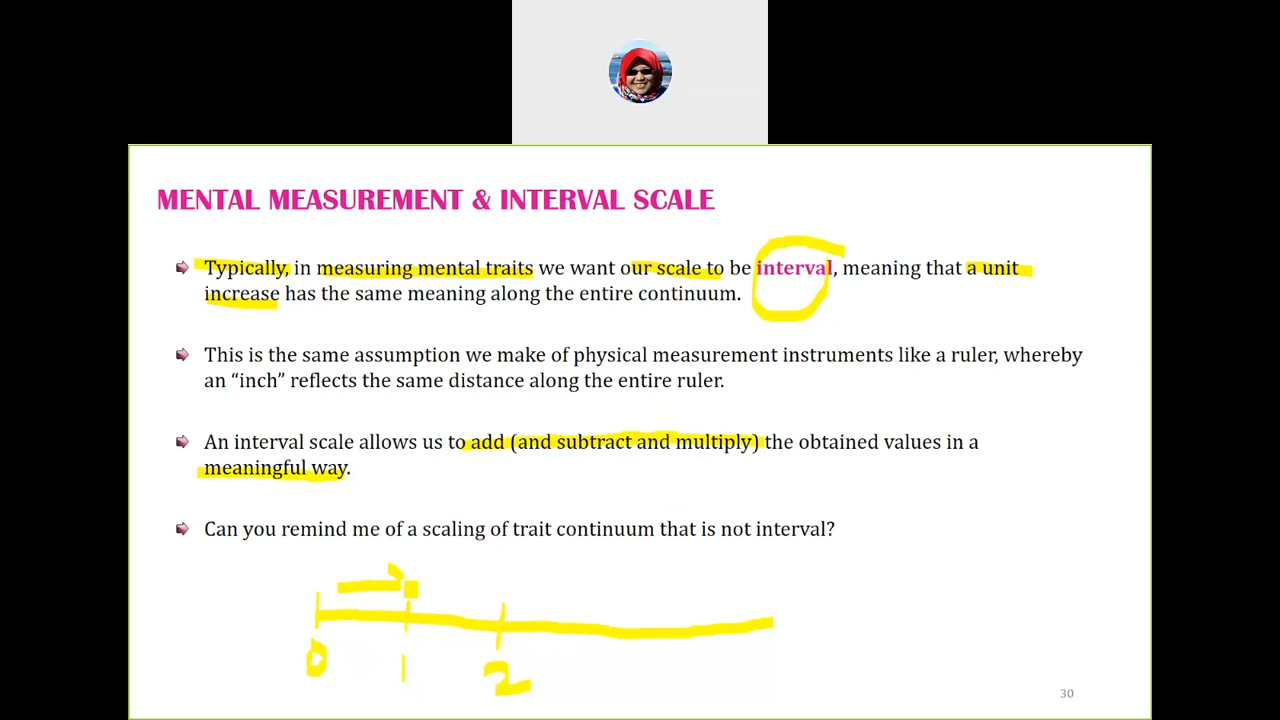 MENTAL MEASUREMENT & INTERVAL SCALE
Typically, in measuring mental traits we want our scale to be interval, meaning that a unit
increase has the same meaning along the entire continuum.
This is the same assumption we make of physical measurement instruments like a ruler, whereby
an “inch” reflects the same distance along the entire ruler.
An interval scale allows us to add (and subtract and multiply) the obtained values in a
meaningful way.
Can you remind me of a scaling of trait continuum that is not interval?
0 1 2
30